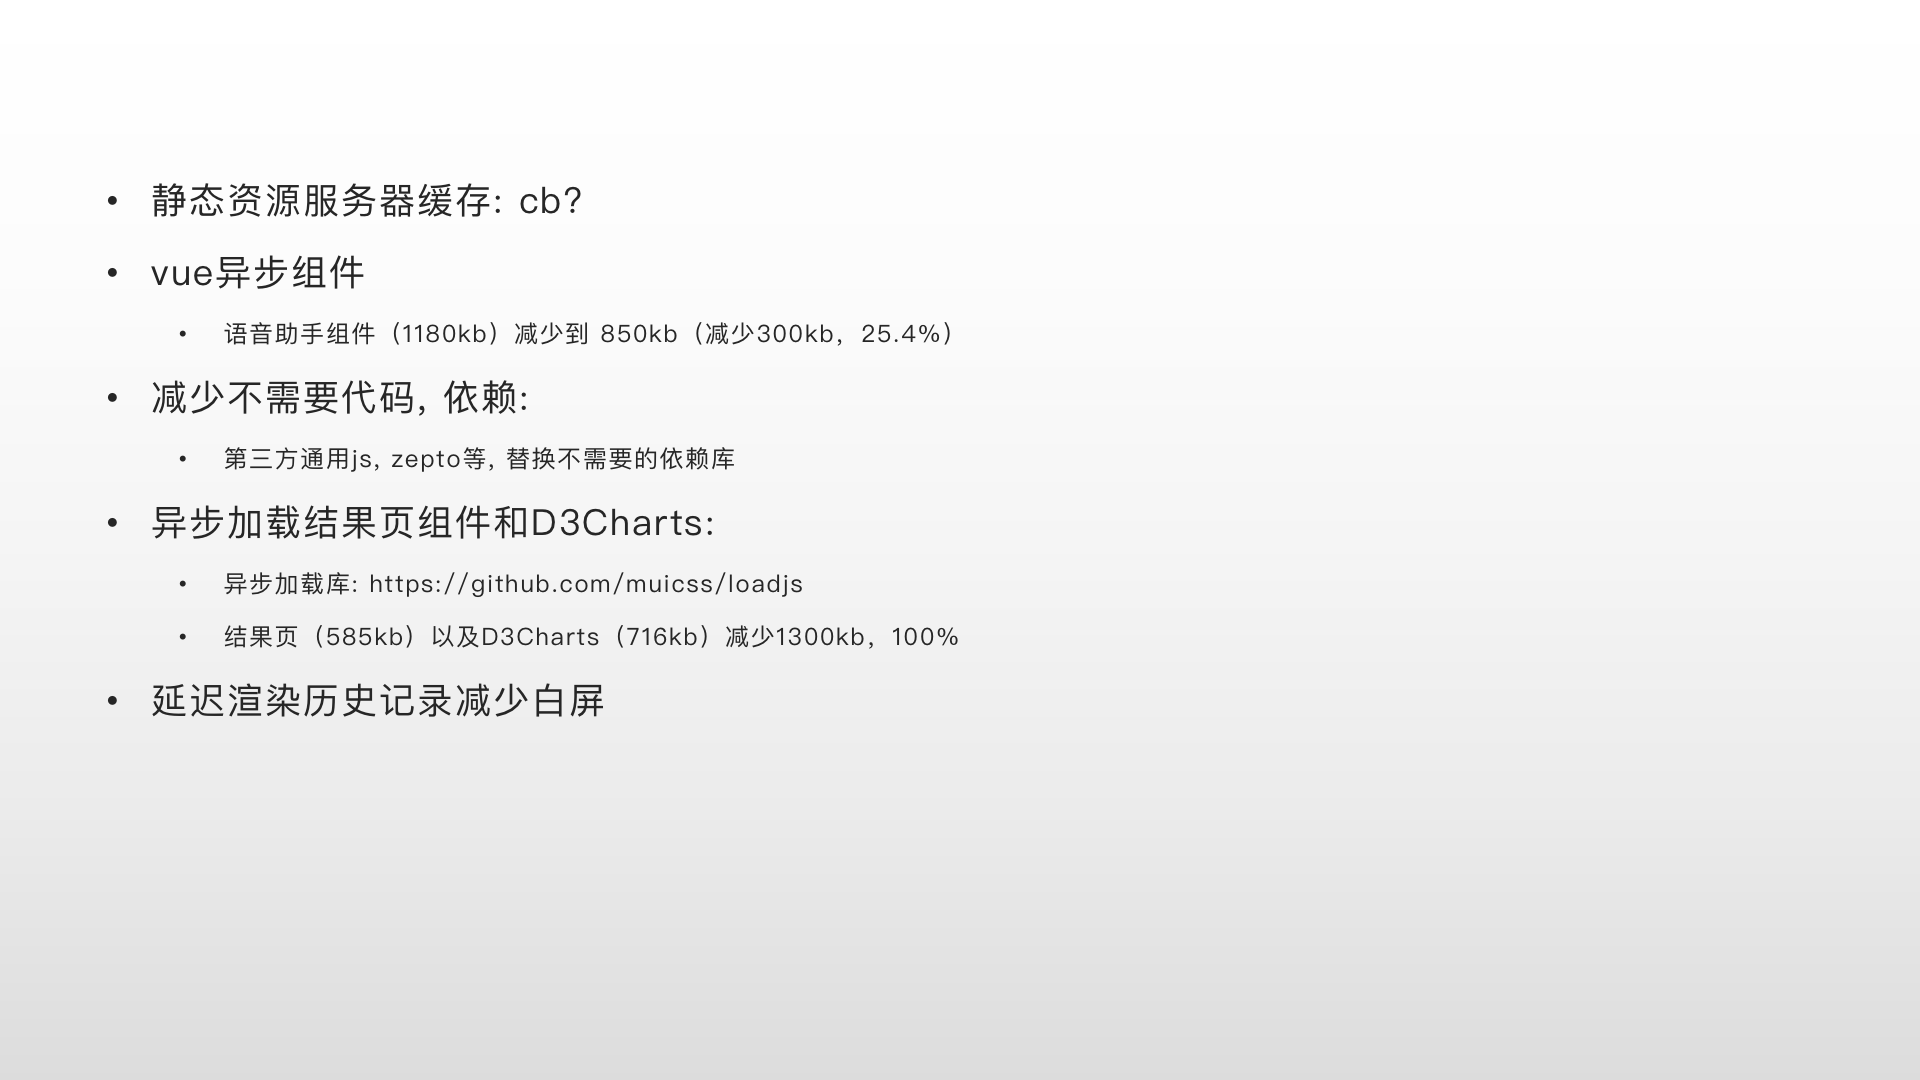 • 静态资源服务器缓存: cb?
• vue异步组件
• 语音助手组件（1180kb）减少到 850kb（减少300kb，25.4%）
• 减少不需要代码, 依赖:
• 第三方通用js, zepto等, 替换不需要的依赖库
• 异步加载结果页组件和D3Charts:
• 异步加载库: https://github.com/muicss/loadjs
• 结果页（585kb）以及D3Charts（716kb）减少1300kb，100%
• 延迟渲染历史记录减少白屏